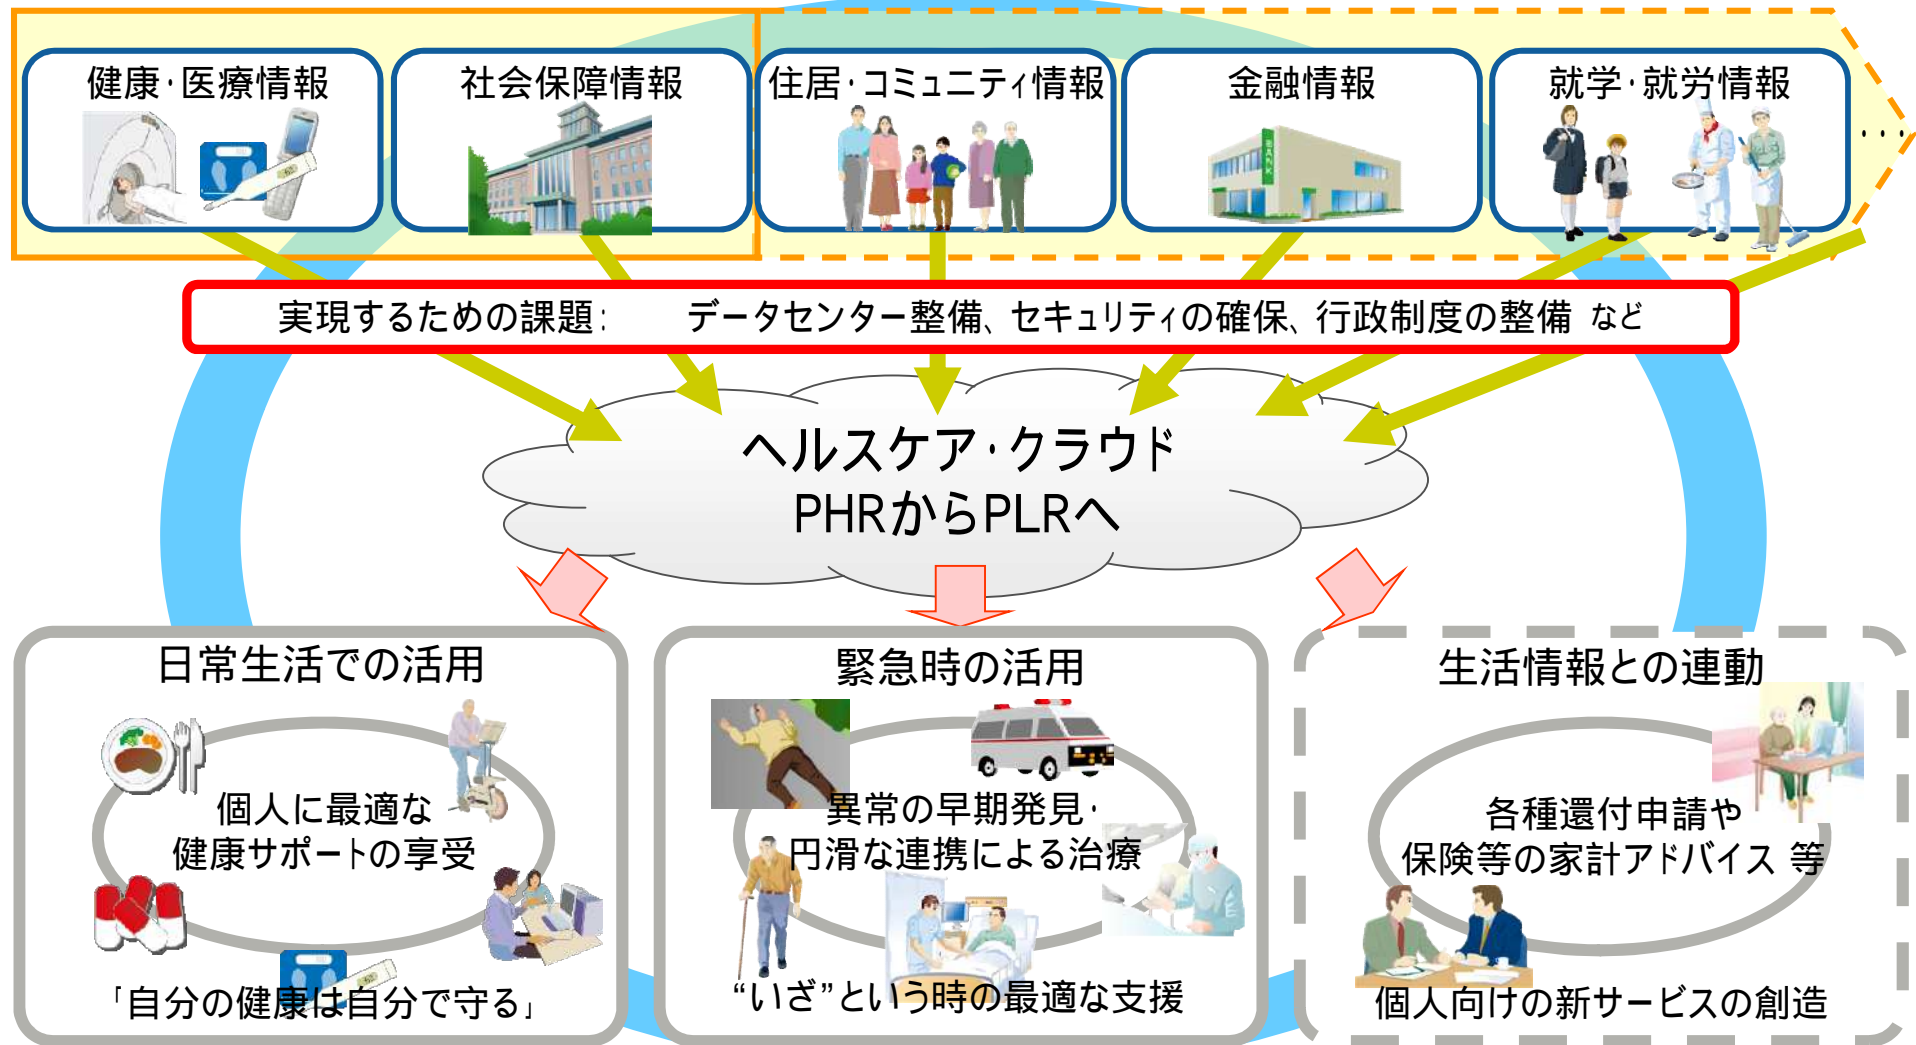 健康・医療情報
社会保障情報
住居・コミュニティ情報
金融情報
就学・就労情報
・・・
BANK
実現するための課題： データセンター整備、セキュリティの確保、行政制度の整備 など
ヘルスケア・クラウド
PHRからPLRへ
日常生活での活用
個人に最適な
健康サポートの享受
「自分の健康は自分で守る」
緊急時の活用
異常の早期発見・
円滑な連携による治療
“いざ”という時の最適な支援
生活情報との連動
各種還付申請や
保険等の家計アドバイス 等
個人向けの新サービスの創造